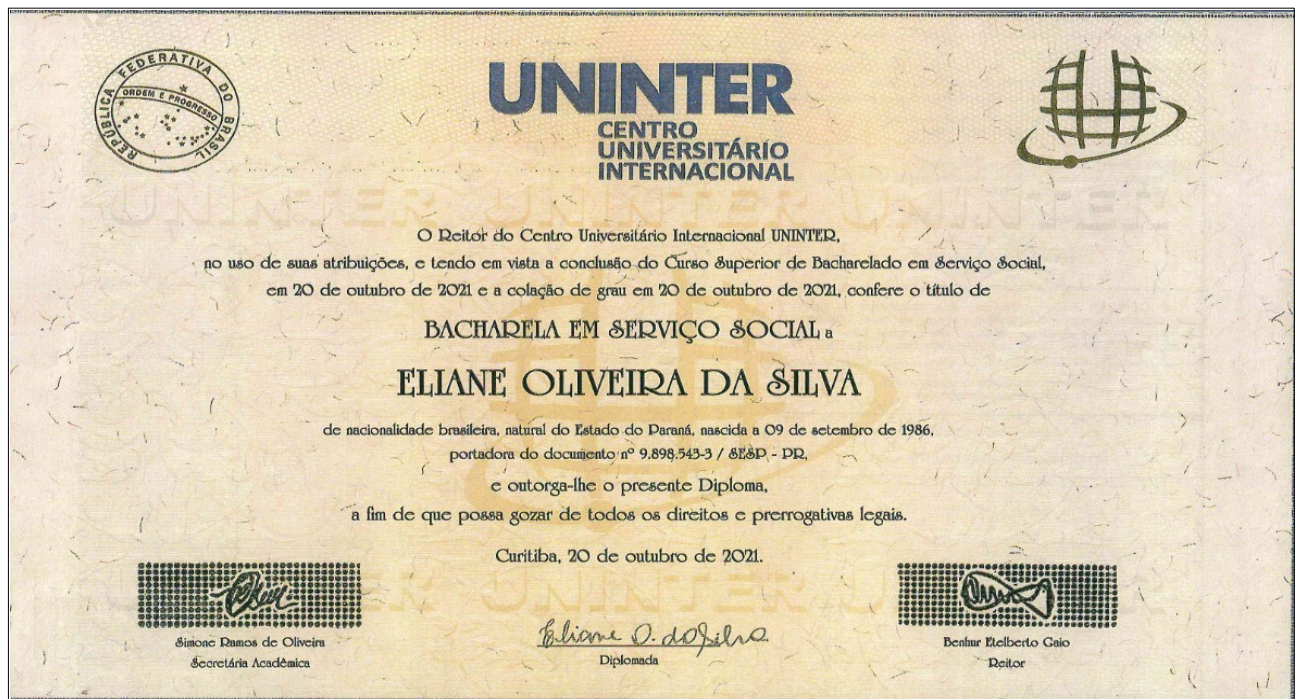 REPÚBLICA FEDERATIVA DO BRASIL
ORDEM E PROGRESSO
UNINTER
CENTRO
UNIVERSITÁRIO
INTERNACIONAL
UNINTER UNINTER UNINTER
O Reitor do Centro Universitário Internacional UNINTER,
no uso de suas atribuições, e tendo em vista a conclusão do Curso Superior de Bacharelado em Serviço Social,
em 20 de outubro de 2021 e a colação de grau em 20 de outubro de 2021, confere o título de
BACHARELA EM SERVIÇO SOCIAL a
ELIANE OLIVEIRA DA SILVA
de nacionalidade brasileira, natural do Estado do Paraná, nascida a 09 de setembro de 1986,
portadora do documento nº 9.898.543-3 / SESP - PR,
e outorga-lhe o presente Diploma,
a fim de que possa gozar de todos os direitos e prerrogativas legais.
Curitiba, 20 de outubro de 2021.
UNINTER UNINTER UNINTER
Eliane O. da Silva
Simone Ramos de Oliveira
Secretária Acadêmica
Diplomada
Benhur Etelberto Gaio
Reitor